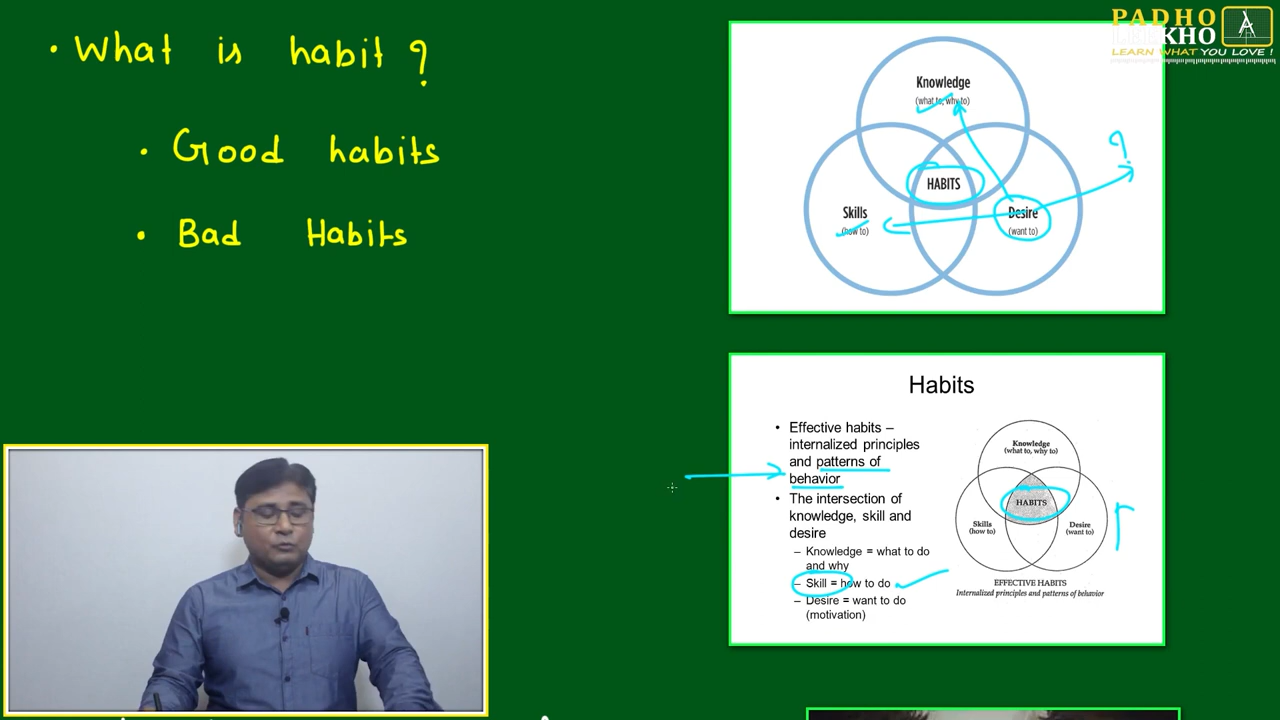 • What is habit ?
• Good habits
• Bad Habits
PADHO
LEKHO
LEARN WHAT YOU LOVE !
Knowledge
(what to, why to)
HABITS
?
Skills
(how to)
Desire
(want to)
Habits
• Effective habits –
internalized principles
and patterns of
behavior
• The intersection of
knowledge, skill and
desire
– Knowledge = what to do
and why
– Skill = how to do
– Desire = want to do
(motivation)
Knowledge
(what to, why to)
HABITS
Skills
(how to)
Desire
(want to)
EFFECTIVE HABITS
Internalized principles and patterns of behavior